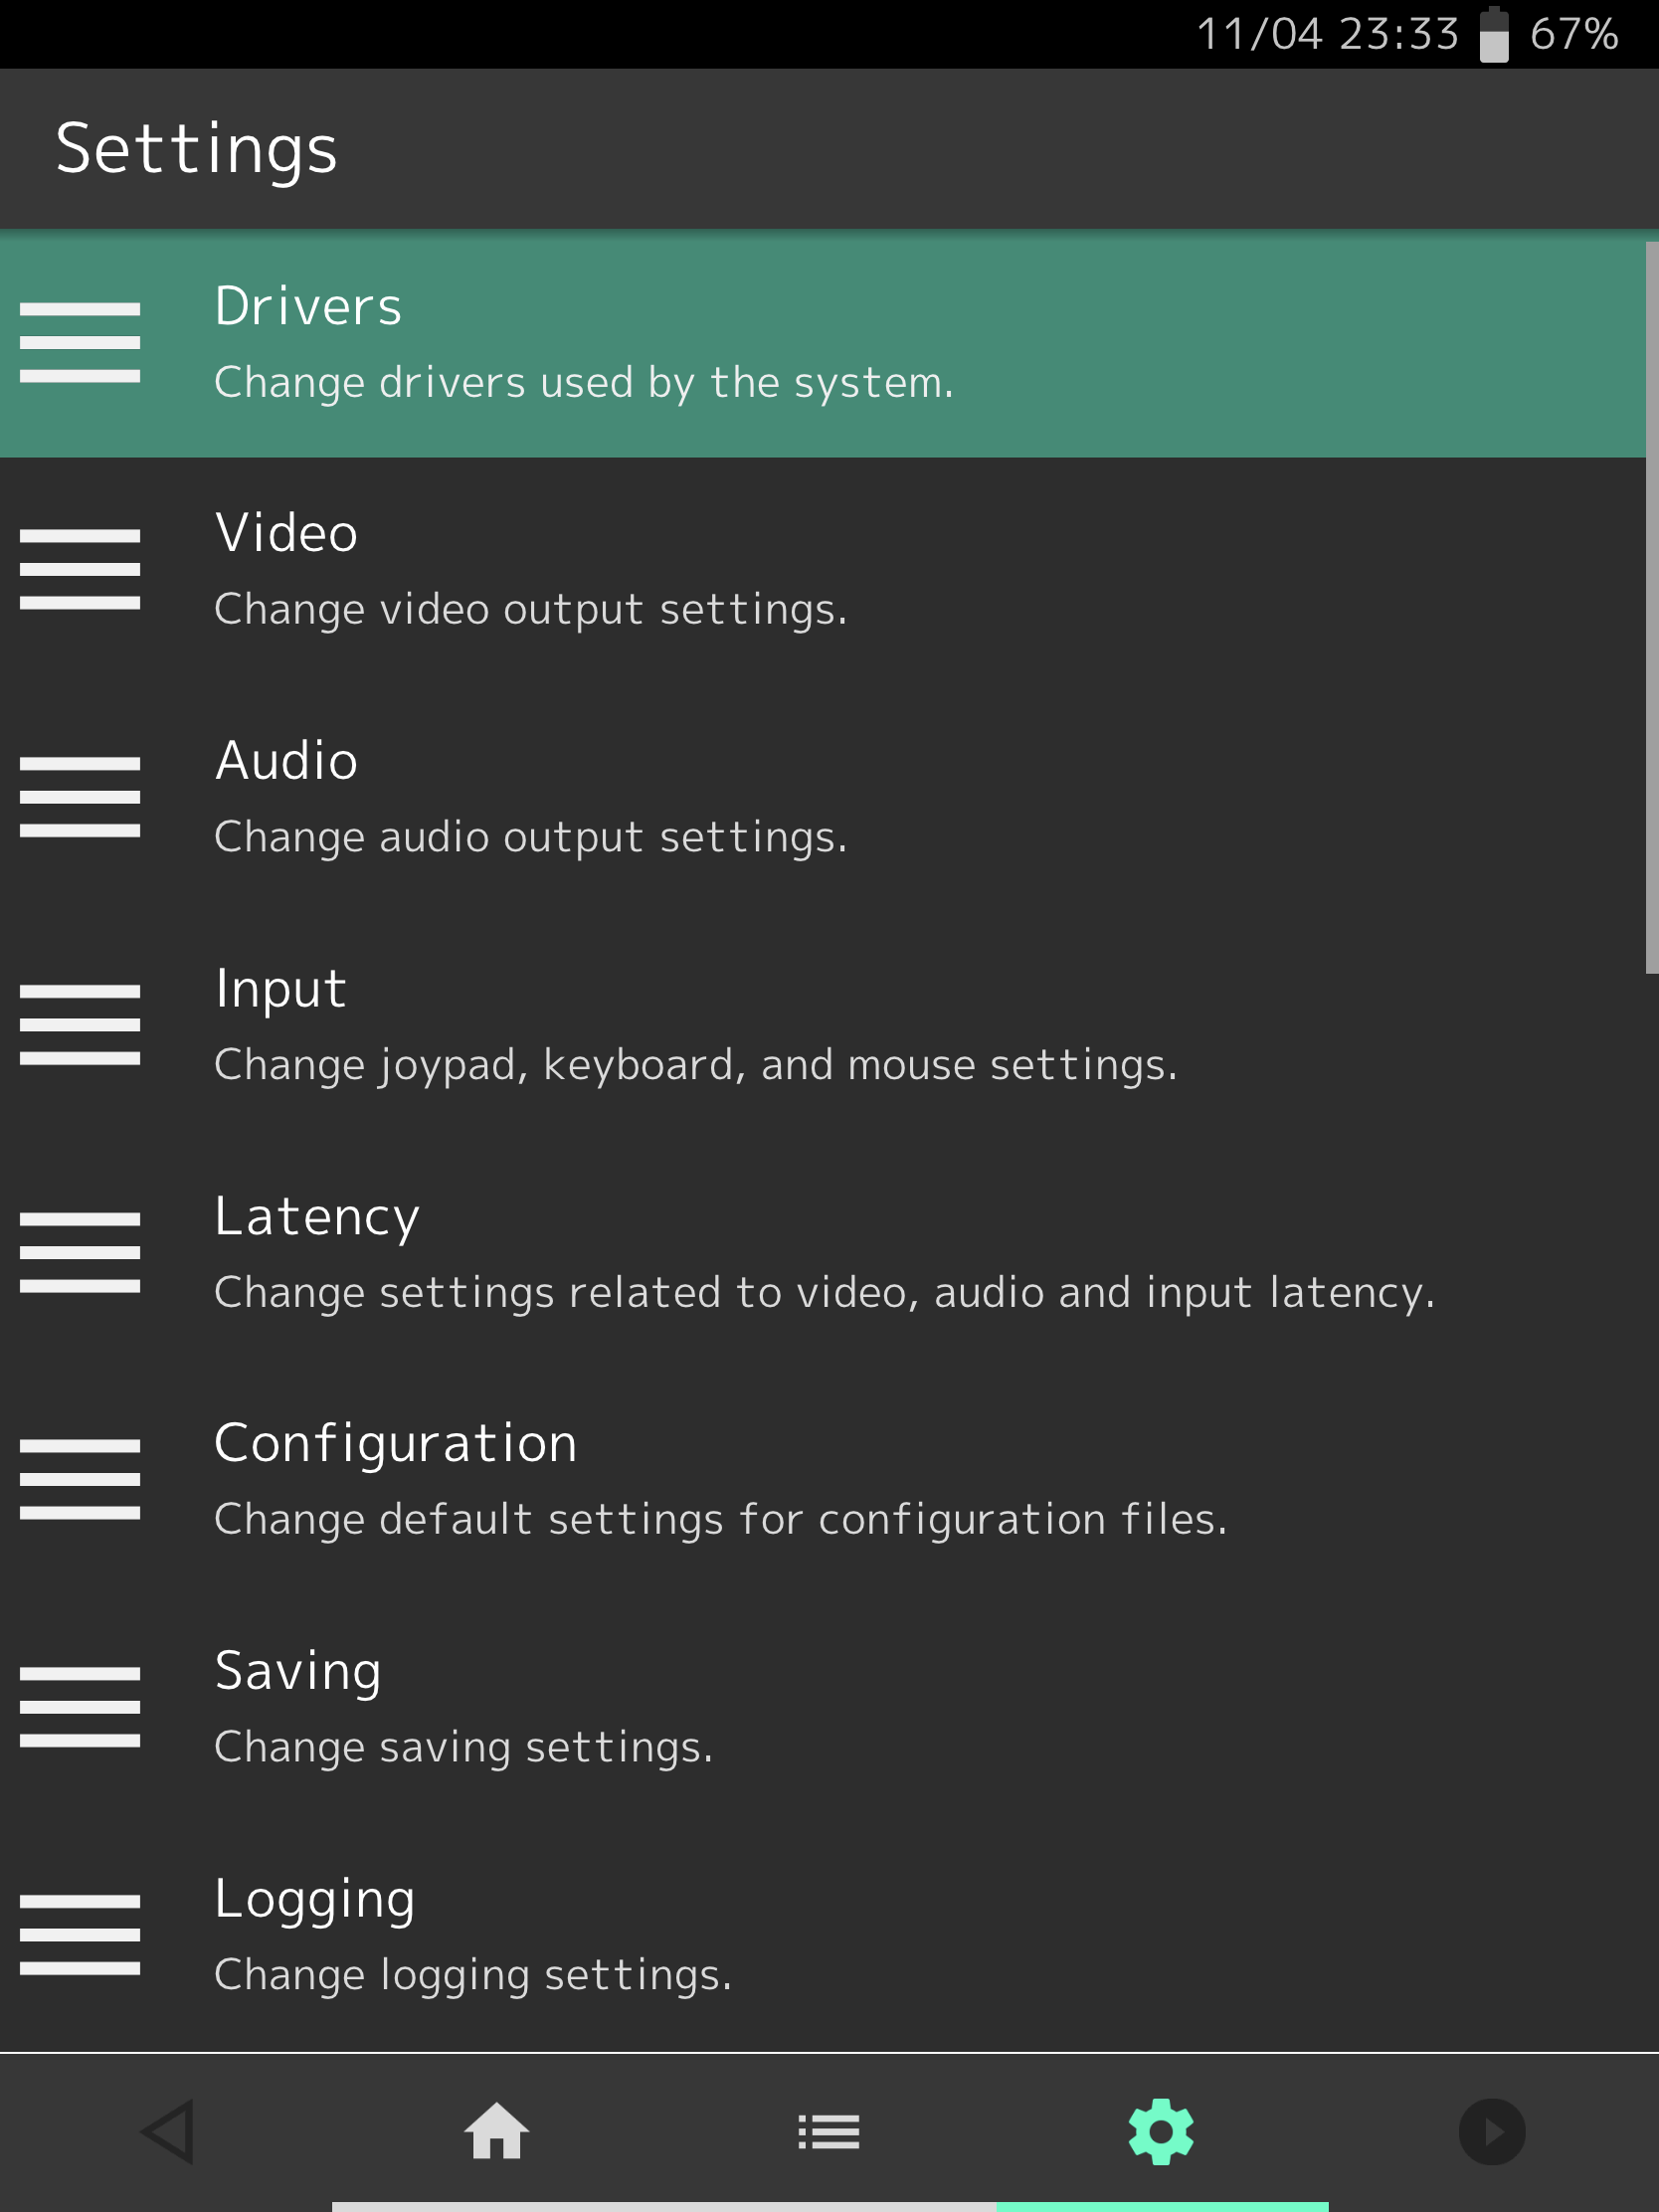 11/04 23:33 67%
Settings
Drivers
Change drivers used by the system.
Video
Change video output settings.
Audio
Change audio output settings.
Input
Change joypad, keyboard, and mouse settings.
Latency
Change settings related to video, audio and input latency.
Configuration
Change default settings for configuration files.
Saving
Change saving settings.
Logging
Change logging settings.